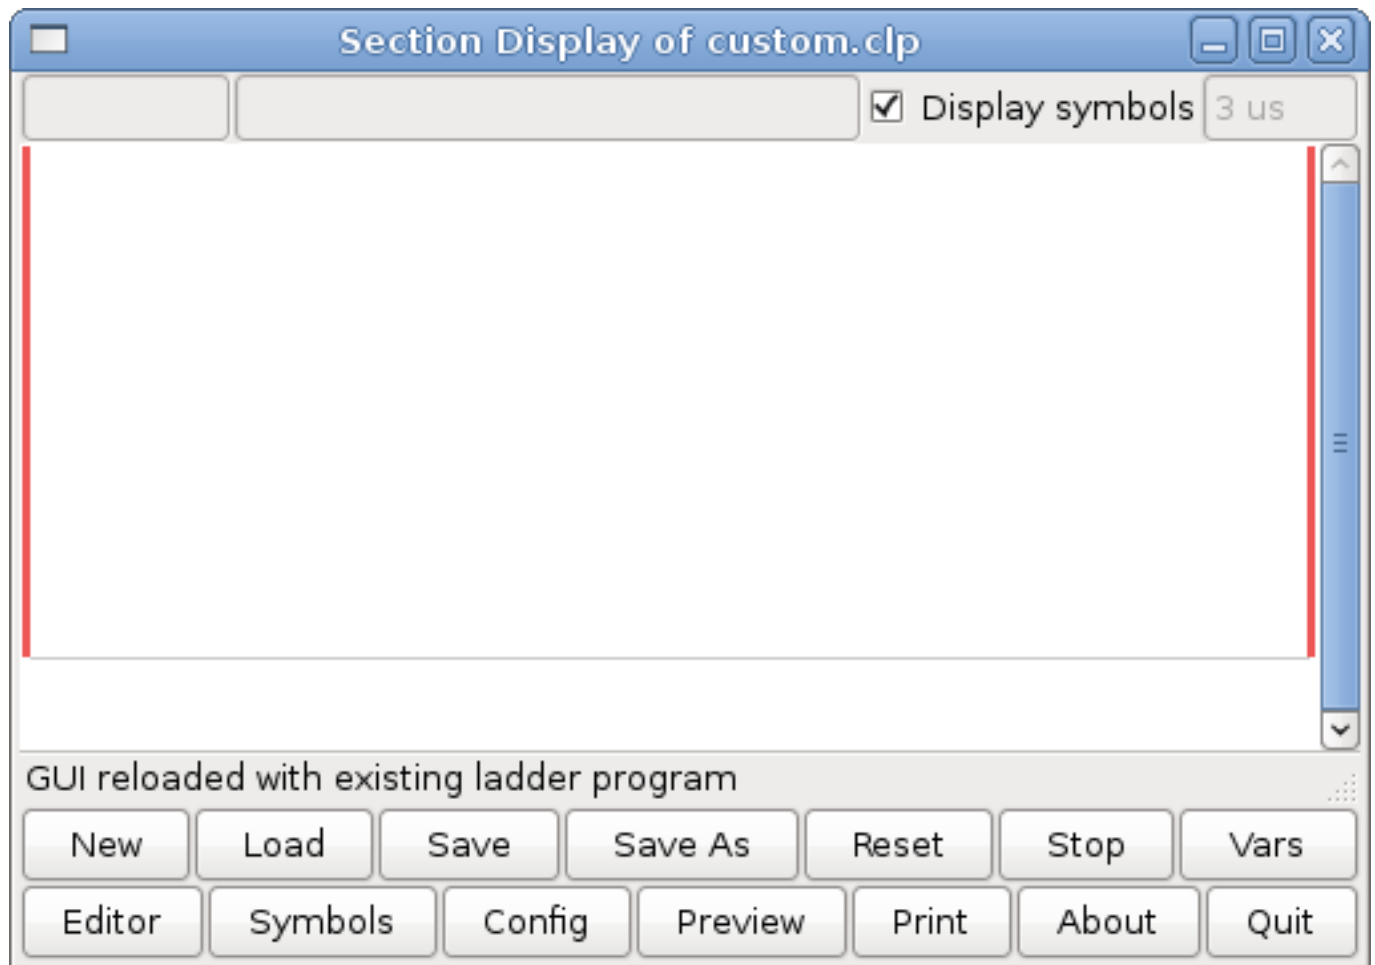 Section Display of custom.clp
Display symbols 3 us
GUI reloaded with existing ladder program
New Load Save Save As Reset Stop Vars
Editor Symbols Config Preview Print About Quit